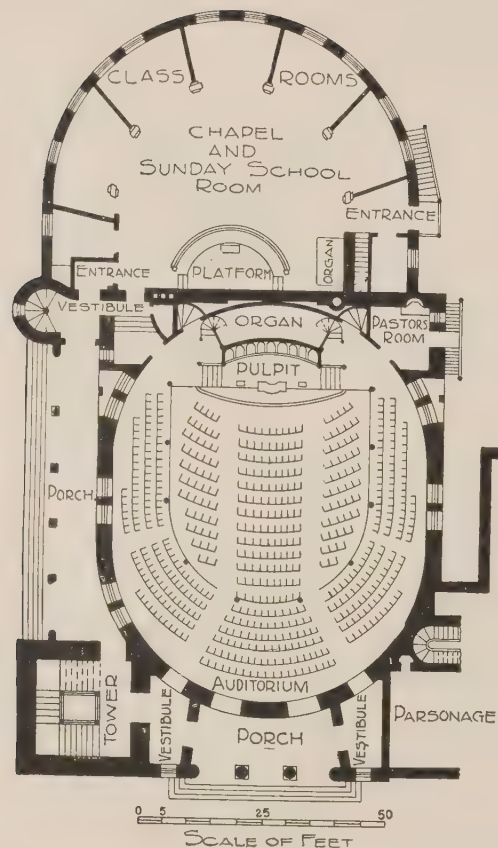 CLASS ROOMS
CHAPEL
AND
SUNDAY SCHOOL
ROOM
ENTRANCE
ENTRANCE
PLATFORM
ORGAN
VESTIBULE
ORGAN
PASTORS
ROOM
PULPIT
PORCH
AUDITORIUM
TOWER
VESTIBULE
PORCH
VESTIBULE
PARSONAGE
0 5 25 50
SCALE OF FEET